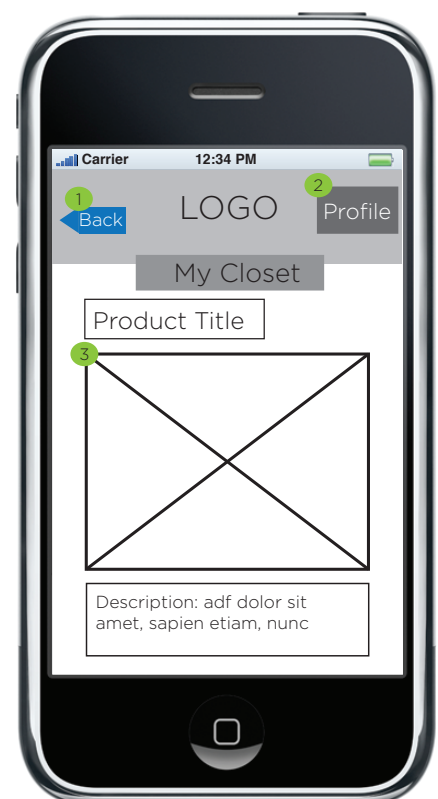 Carrier 12:34 PM
1
2
Back
LOGO
Profile
My Closet
Product Title
3
Description: adf dolor sit
amet, sapien etiam, nunc